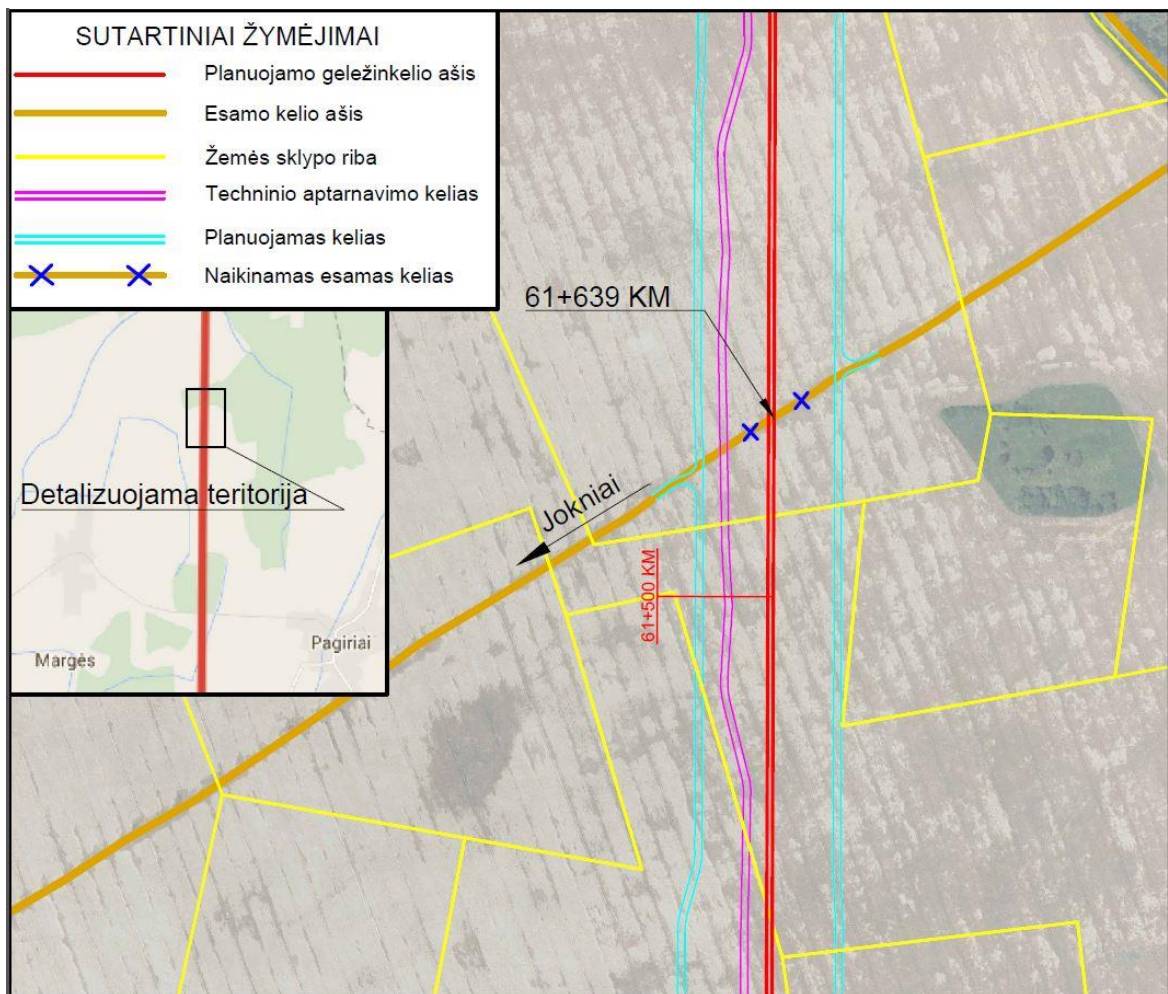 SUTARTINIAI ŽYMĖJIMAI
Planuojamo geležinkelio ašis
Esamo kelio ašis
Žemės sklypo riba
Techninio aptarnavimo kelias
Planuojamas kelias
Naikinamas esamas kelias
61+639 KM
Detalizuojama teritorija
Jokniai
61+500 KM
Margės
Pagiriai